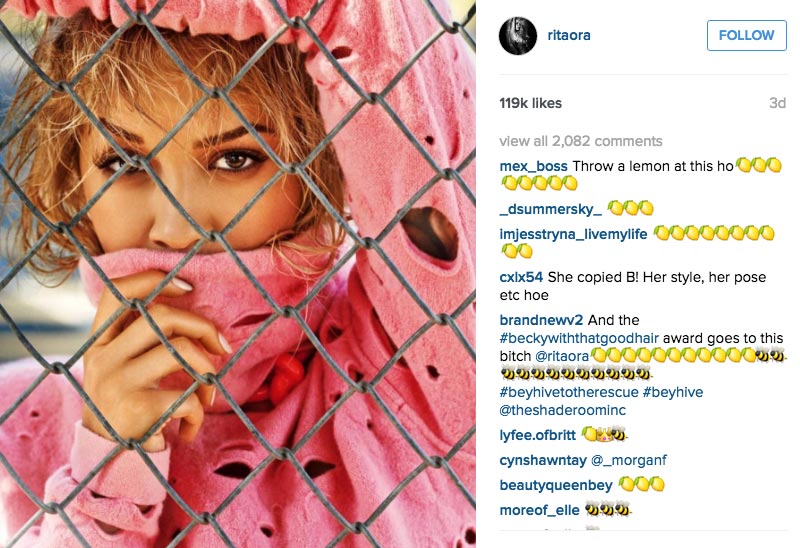 ritaora
FOLLOW
119k likes
3d
view all 2,082 comments
mex_boss Throw a lemon at this ho🍋🍋🍋
🍋🍋🍋🍋🍋
_dsummersky_ 🍋🍋🍋
imjesstryna_livemylife 🍋🍋🍋🍋🍋🍋🍋🍋
🍋🍋
cxix54 She copied B! Her style, her pose
etc hoe
brandnewv2 And the
#beckywiththatgoodhair award goes to this
bitch @ritaora🍋🍋🍋🍋🍋🍋🍋🍋🍋🍋🍋🐝🐝
🐝🐝🐝🐝🐝🐝🐝🐝🐝🐝
#beyhivetotherescue #beyhive
@theshaderoominc
lyfee.ofbritt 🍋👑🐝
cynshawntay @_morganf
beautyqueenbey 🍋🍋🍋
moreof_elle 🐝🐝🐝